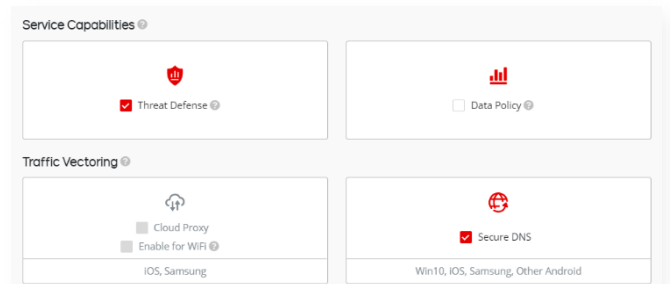 Service Capabilities
Threat Defense
Data Policy
Traffic Vectoring
Cloud Proxy
Enable for WiFi
iOS, Samsung
Secure DNS
Win10, iOS, Samsung, Other Android